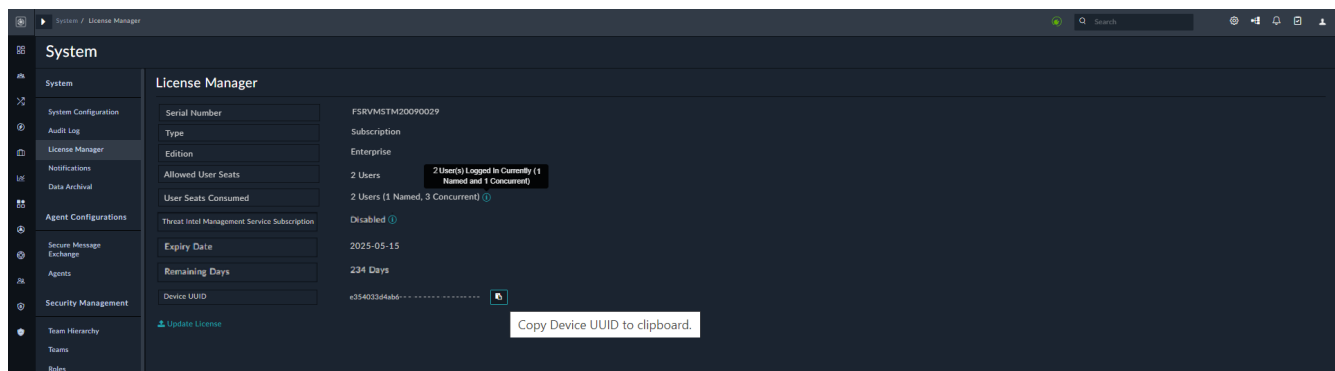 System / License Manager
Search
System
System
System Configuration
Audit Log
License Manager
Notifications
Data Archival
Agent Configurations
Secure Message
Exchange
Agents
Security Management
Team Hierarchy
Teams
Roles
License Manager
Serial Number FSRVMSTM20090029
Type Subscription
Edition Enterprise
Allowed User Seats 2 Users
2 User(s) Logged In Currently (1
Named and 1 Concurrent)
User Seats Consumed 2 Users (1 Named, 3 Concurrent)
Threat Intel Management Service Subscription Disabled
Expiry Date 2025-05-15
Remaining Days 234 Days
Device UUID e354033d4ab6--- ------ ---------
Update License
Copy Device UUID to clipboard.